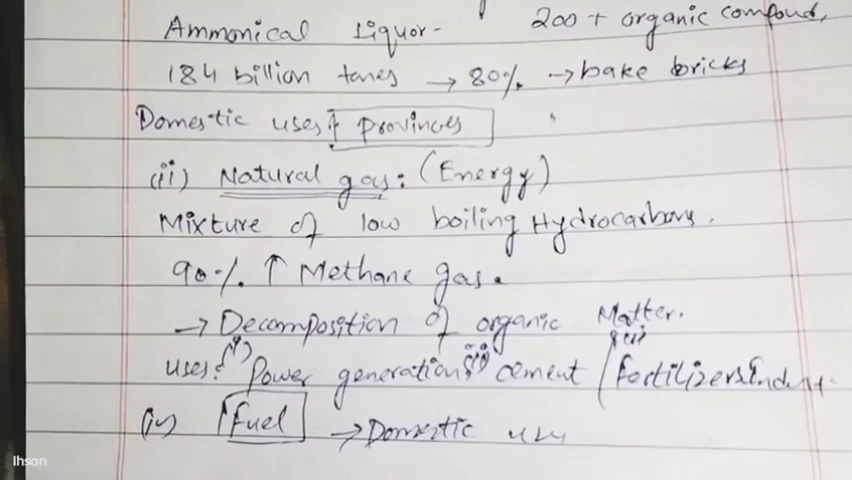 Ammonical Liquor- 200+ organic compound,
184 billion tones → 80% → bake bricks
Domestic uses Provinces
(ii) Natural gas: (Energy)
Mixture of low boiling Hydrocarbons.
90% ↑ Methane gas.
→ Decomposition of organic Matter.
uses: (i) Power generation, (ii) cement / (iii) Fertilizers
(iv) Fuel → Domestic use
Ihsan